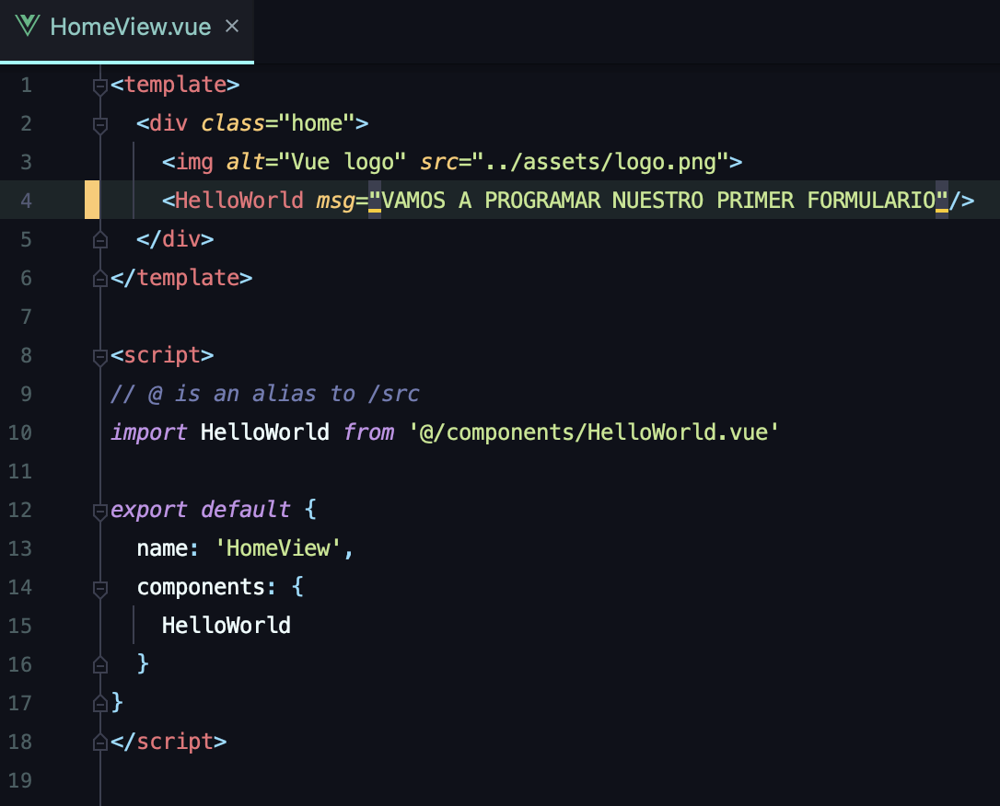 HomeView.vue ×
1 <template>
2   <div class="home">
3     <img alt="Vue logo" src="../assets/logo.png">
4     <HelloWorld msg="VAMOS A PROGRAMAR NUESTRO PRIMER FORMULARIO"/>
5   </div>
6 </template>
7
8 <script>
9 // @ is an alias to /src
10 import HelloWorld from '@/components/HelloWorld.vue'
11
12 export default {
13   name: 'HomeView',
14   components: {
15     HelloWorld
16   }
17 }
18 </script>
19